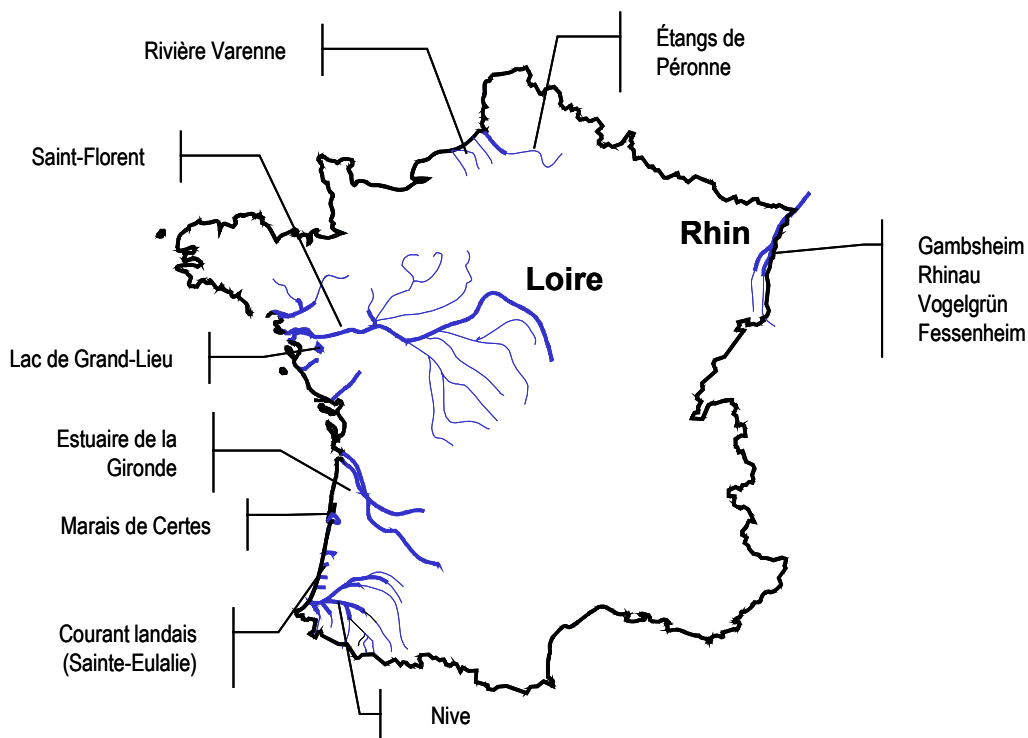 Rivière Varenne
Étangs de
Péronne
Saint-Florent
Rhin
Gambsheim
Rhinau
Vogelgrün
Fessenheim
Loire
Lac de Grand-Lieu
Estuaire de la
Gironde
Marais de Certes
Courant landais
(Sainte-Eulalie)
Nive